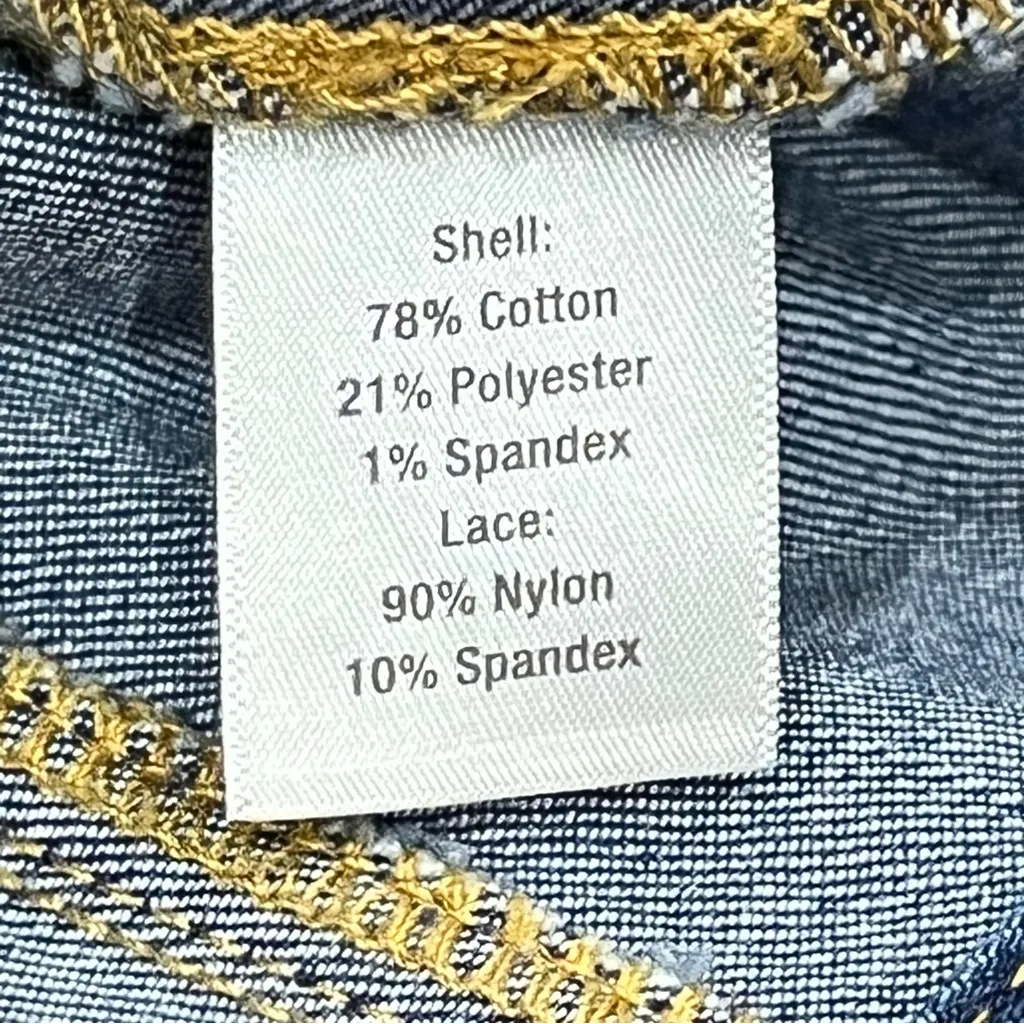 Shell:
78% Cotton
21% Polyester
1% Spandex
Lace:
90% Nylon
10% Spandex